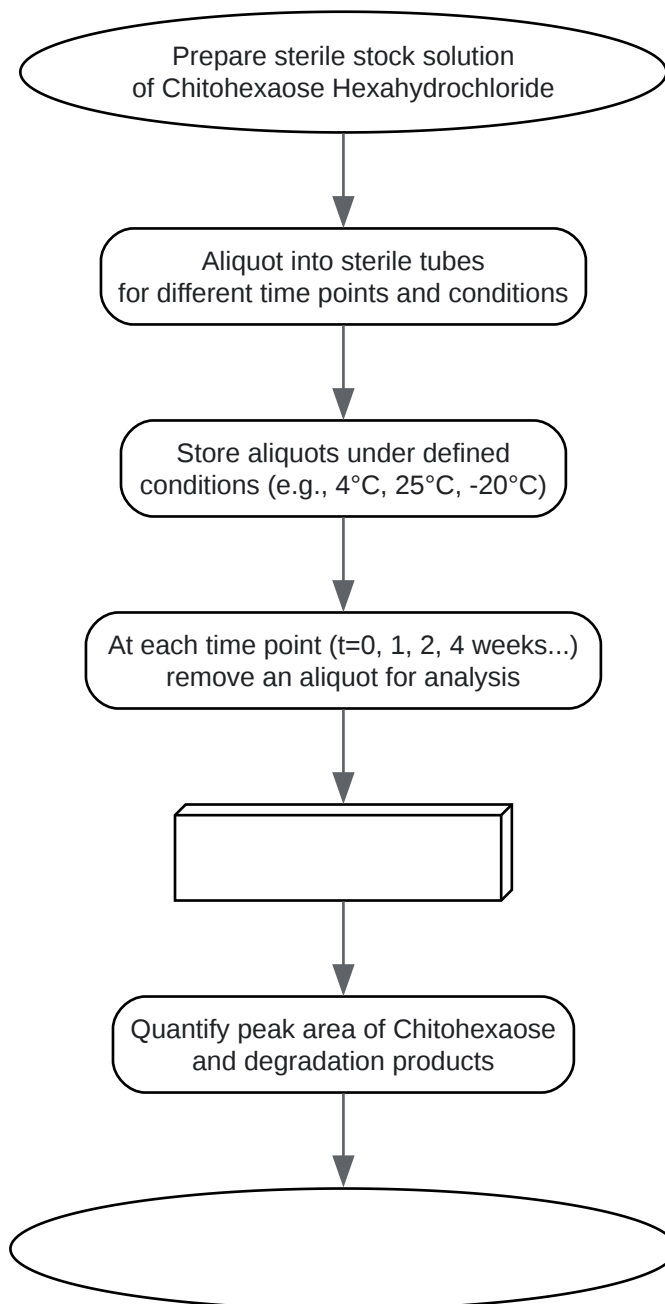 Prepare sterile stock solution
of Chitohexaose Hexahydrochloride
Aliquot into sterile tubes
for different time points and conditions
Store aliquots under defined
conditions (e.g., 4°C, 25°C, -20°C)
At each time point (t=0, 1, 2, 4 weeks...)
remove an aliquot for analysis
Quantify peak area of Chitohexaose
and degradation products